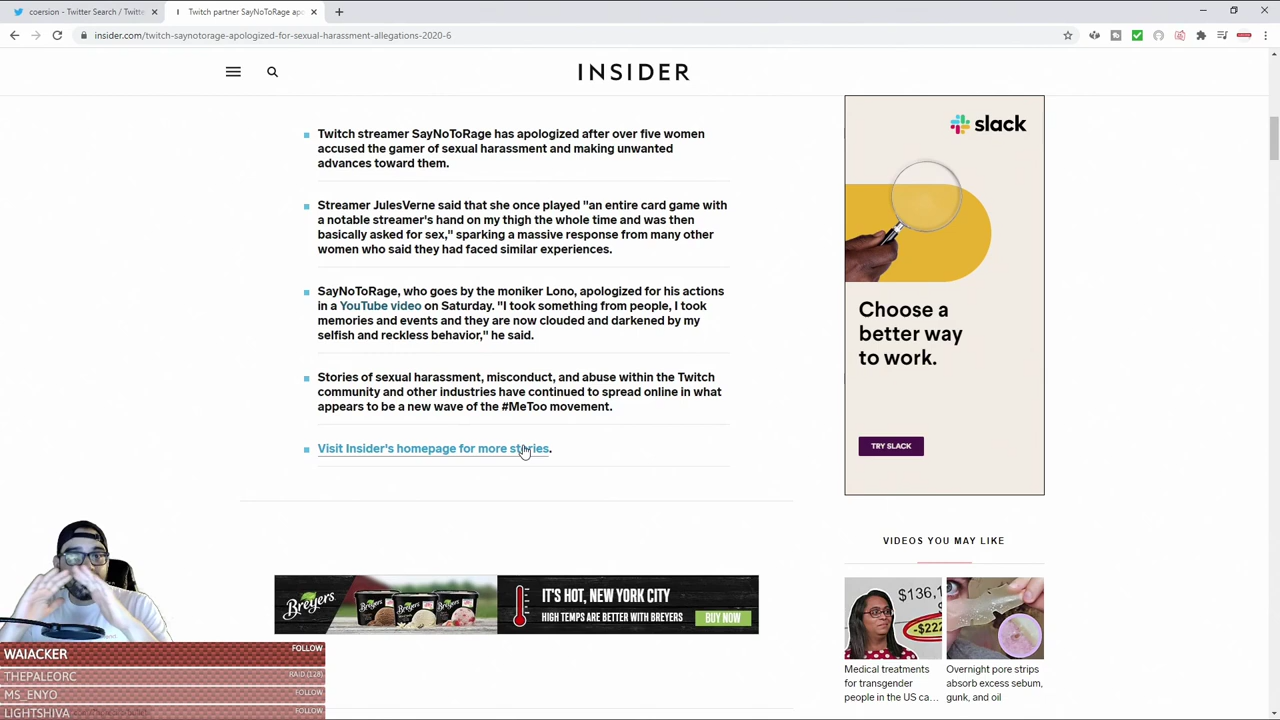 coersion - Twitter Search / Twitte
Twitch partner SayNoToRage apo
insider.com/twitch-saynotorage-apologized-for-sexual-harassment-allegations-2020-6
INSIDER
Twitch streamer SayNoToRage has apologized after over five women
accused the gamer of sexual harassment and making unwanted
advances toward them.
Streamer JulesVerne said that she once played "an entire card game with
a notable streamer's hand on my thigh the whole time and was then
basically asked for sex," sparking a massive response from many other
women who said they had faced similar experiences.
SayNoToRage, who goes by the moniker Lono, apologized for his actions
in a YouTube video on Saturday. "I took something from people, I took
memories and events and they are now clouded and darkened by my
selfish and reckless behavior," he said.
Stories of sexual harassment, misconduct, and abuse within the Twitch
community and other industries have continued to spread online in what
appears to be a new wave of the #MeToo movement.
Visit Insider's homepage for more stories.
slack
Choose a
better way
to work.
TRY SLACK
VIDEOS YOU MAY LIKE
$136,1
-$222
Medical treatments
for transgender
people in the US ca...
Overnight pore strips
absorb excess sebum,
gunk, and oil
Breyers
IT'S HOT, NEW YORK CITY
HIGH TEMPS ARE BETTER WITH BREYERS
BUY NOW
WAIACKER
FOLLOW
THEPALEORC
RAID (128)
MS_ENYO
FOLLOW
LIGHTSHIVA
FOLLOW